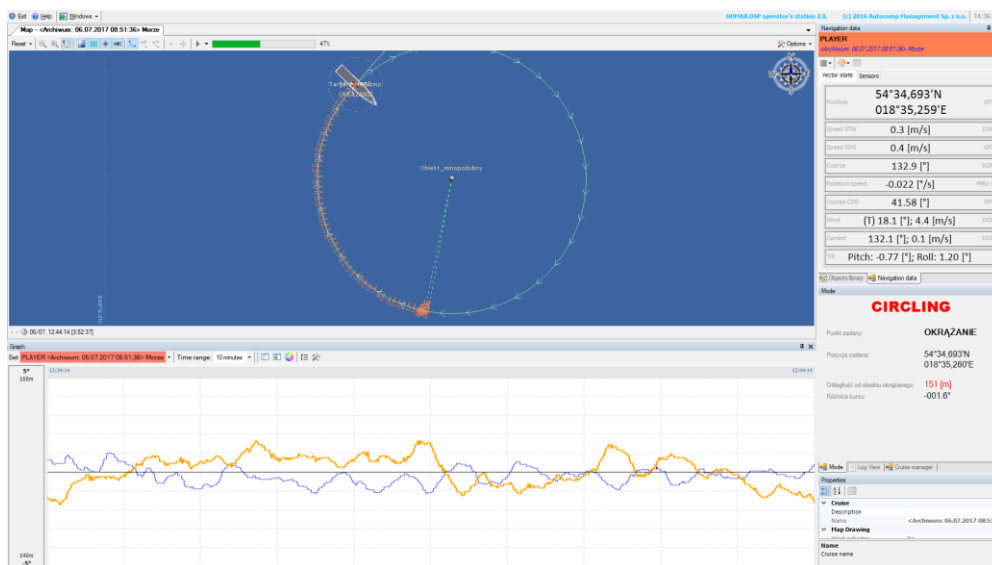 Exit Help Windows HOMAR.DSP operator's station 2.0, (c) 2016 Autocomp Management Sp. z o.o. 14:36:
Map - <Archiwum: 06.07.2017 08:51:36> Morze
Reset ABC 47% Options
OKRĄŻANIE
Obiekt_minopodobny
06/07, 12:44:14 [3:52:37]
Graph
Set PLAYER <Archiwum: 06.07.2017 08:51:36> Morze Time range: 10 minutes
5°
160m
12:34:14 12:44:14
140m
-5°
Navigation data
PLAYER
<Archiwum: 06.07.2017 08:51:36> Morze
Vector state Sensors
Position 54°34,693'N
018°35,259'E
Speed STW 0.3 [m/s]
Speed SOG 0.4 [m/s]
Course 132.9 [°]
Rotation speed -0.022 [°/s]
Course COG 41.58 [°]
Wind (T) 18.1 [°]; 4.4 [m/s]
Current 132.1 [°]; 0.1 [m/s]
Tilt Pitch: -0.77 [°]; Roll: 1.20 [°]
Objects library Navigation data
Mode
CIRCLING
Punkt zadany: OKRĄŻANIE
Pozycja zadana: 54°34,693'N
018°35,260'E
Odległość od obiektu okrążanego: 151 [m]
Różnica kursu: -001.6°
Mode Log View Cruise manager
Properties
Cruise
Description
Name <Archiwum: 06.07.2017 08:5
Map Drawing
Name
Cruise name